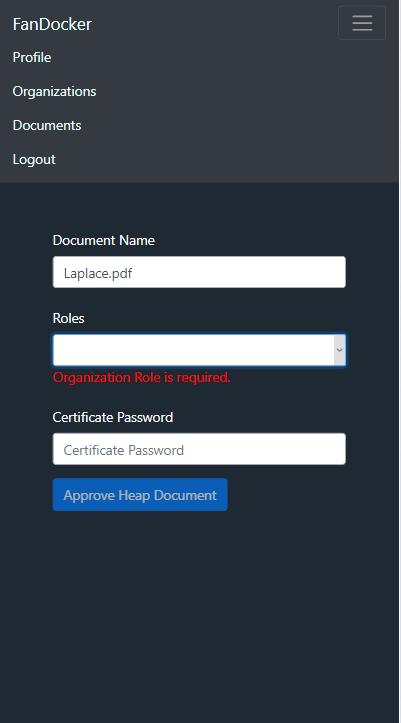 FanDocker
Profile
Organizations
Documents
Logout
Document Name
Laplace.pdf
Roles
Organization Role is required.
Certificate Password
Certificate Password
Approve Heap Document